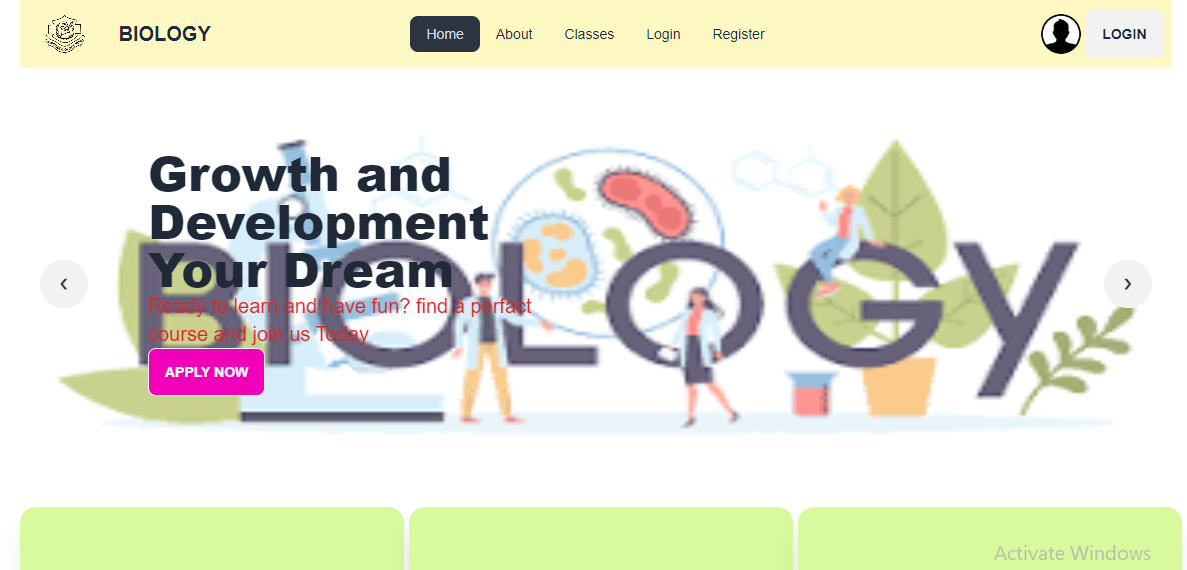 BIOLOGY
Home About Classes Login Register
LOGIN
Growth and
Development
Your Dream
Ready to learn and have fun? find a perfact
course and join us Today
APPLY NOW
BIOLOGY
Activate Windows